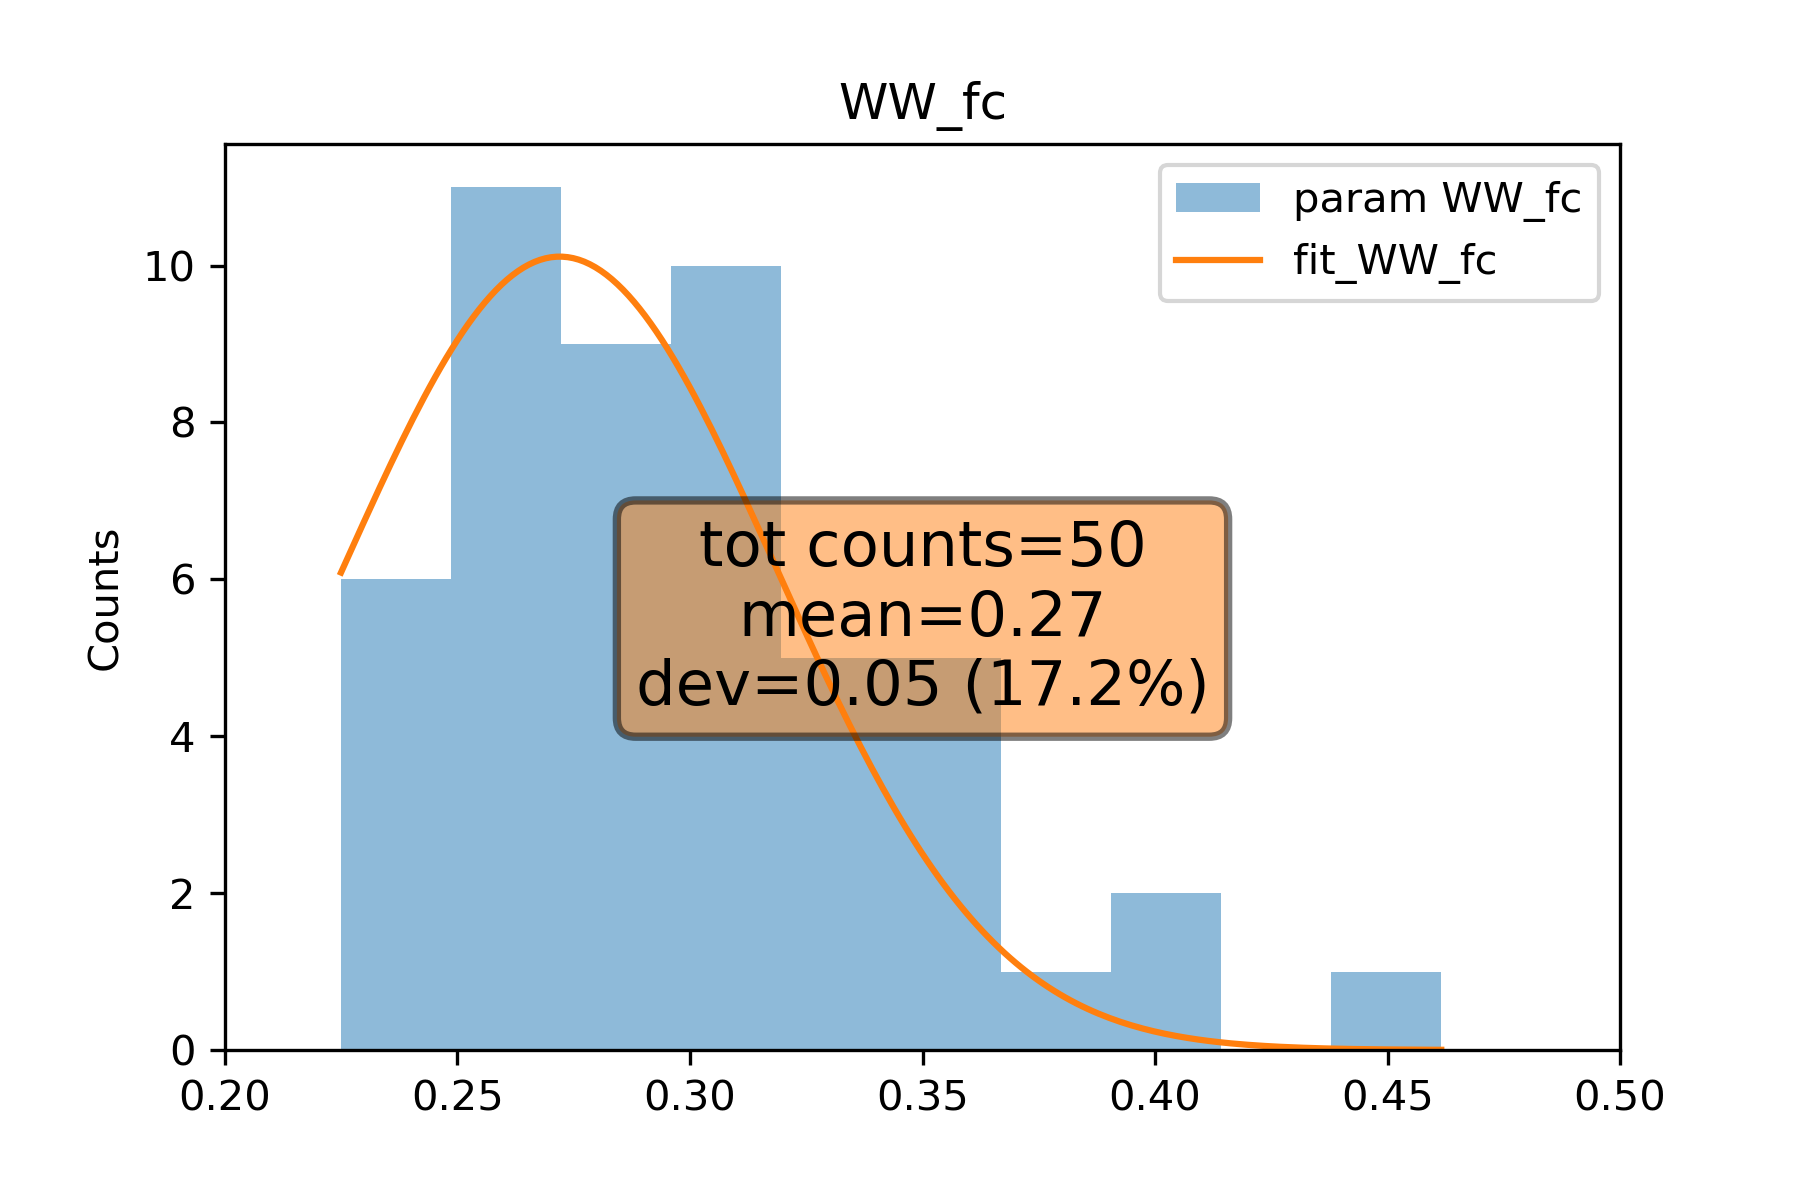 WW_fc
param WW_fc
fit_WW_fc
10
8
6
4
2
0
Counts
tot counts=50
mean=0.27
dev=0.05 (17.2%)
0.20 0.25 0.30 0.35 0.40 0.45 0.50